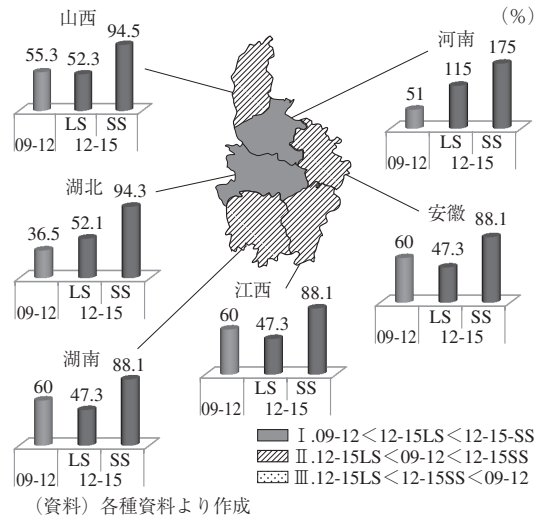 (%)
山西
55.3 52.3 94.5
LS SS
09-12 12-15
河南
51 115 175
LS SS
09-12 12-15
湖北
36.5 52.1 94.3
LS SS
09-12 12-15
安徽
60 47.3 88.1
LS SS
09-12 12-15
江西
60 47.3 88.1
LS SS
09-12 12-15
湖南
60 47.3 88.1
LS SS
09-12 12-15
Ⅰ.09-12＜12-15LS＜12-15-SS
Ⅱ.12-15LS＜09-12＜12-15SS
Ⅲ.12-15LS＜12-15SS＜09-12
（資料）各種資料より作成